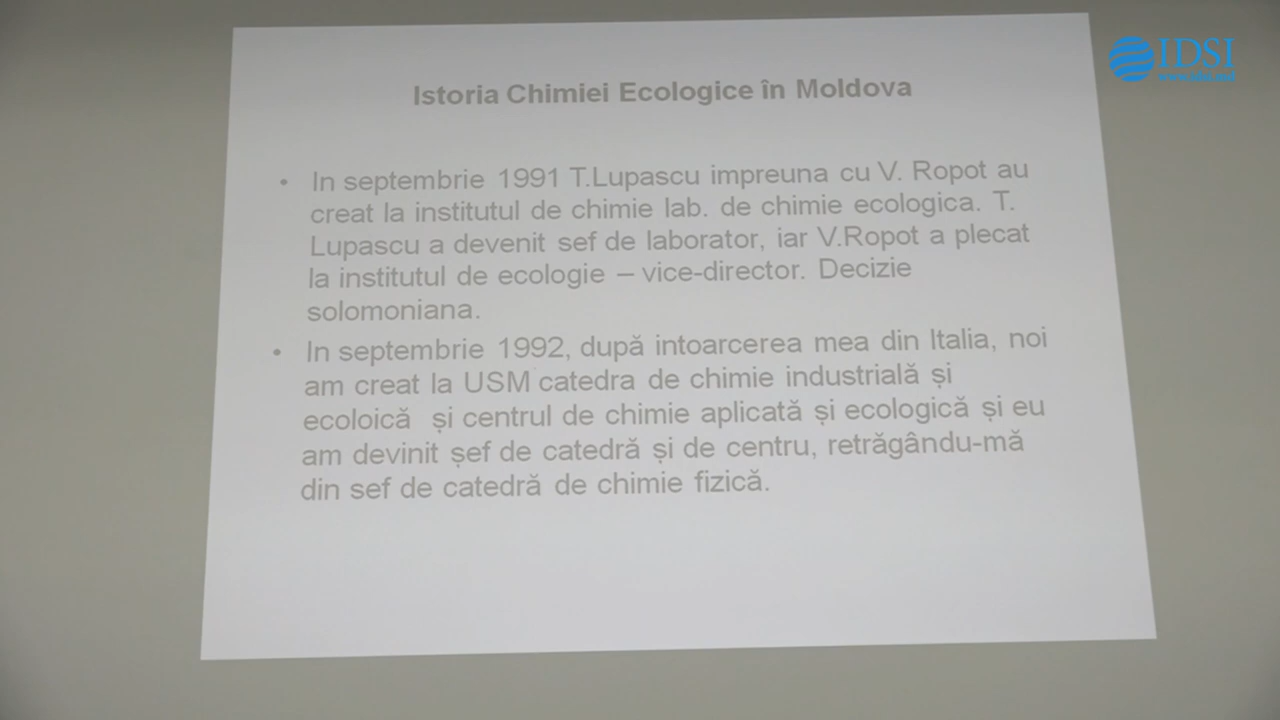 IDSI
www.idsi.md
Istoria Chimiei Ecologice în Moldova
• In septembrie 1991 T.Lupascu impreuna cu V. Ropot au
creat la institutul de chimie lab. de chimie ecologica. T.
Lupascu a devenit sef de laborator, iar V.Ropot a plecat
la institutul de ecologie – vice-director. Decizie
solomoniana.
• In septembrie 1992, după intoarcerea mea din Italia, noi
am creat la USM catedra de chimie industrială și
ecoloică și centrul de chimie aplicată și ecologică și eu
am devinit șef de catedră și de centru, retrăgându-mă
din sef de catedră de chimie fizică.